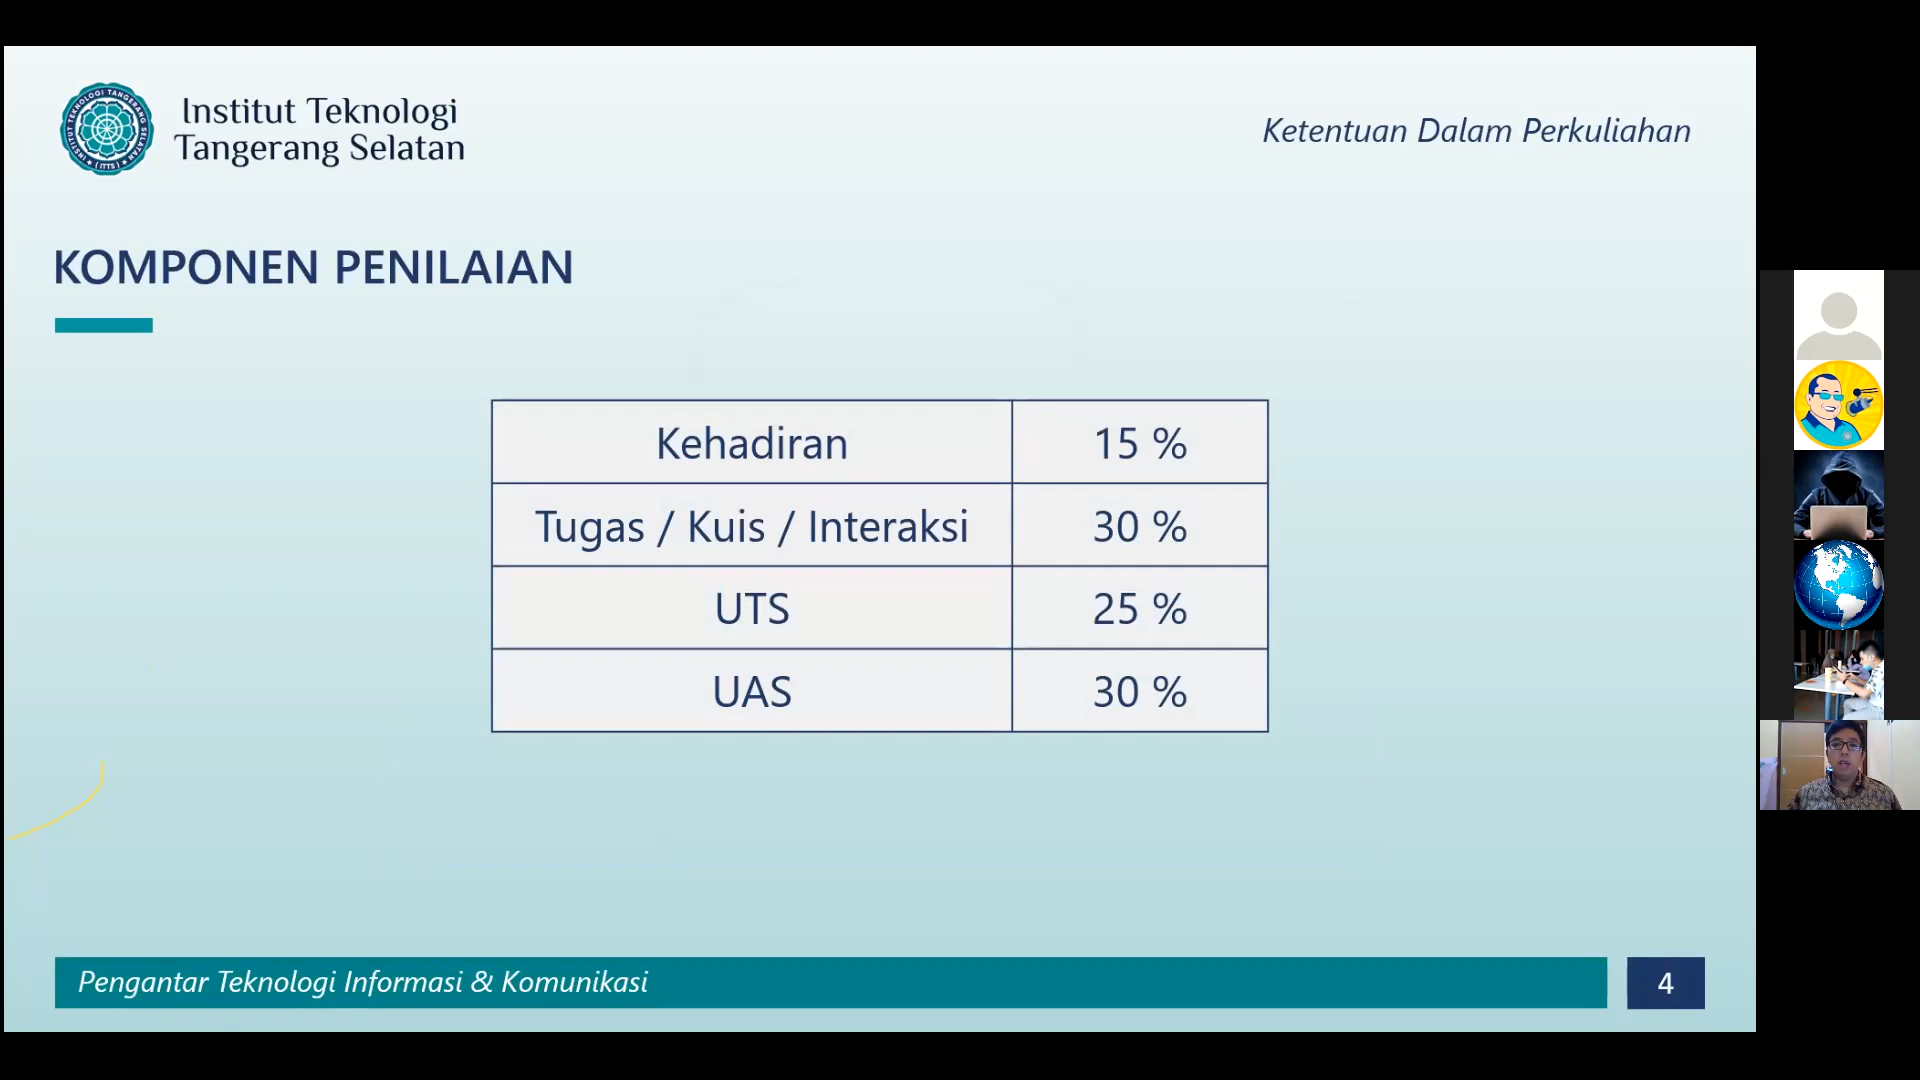 Institut Teknologi
Tangerang Selatan
Ketentuan Dalam Perkuliahan
KOMPONEN PENILAIAN
Kehadiran 15 %
Tugas / Kuis / Interaksi 30 %
UTS 25 %
UAS 30 %
Pengantar Teknologi Informasi & Komunikasi
4